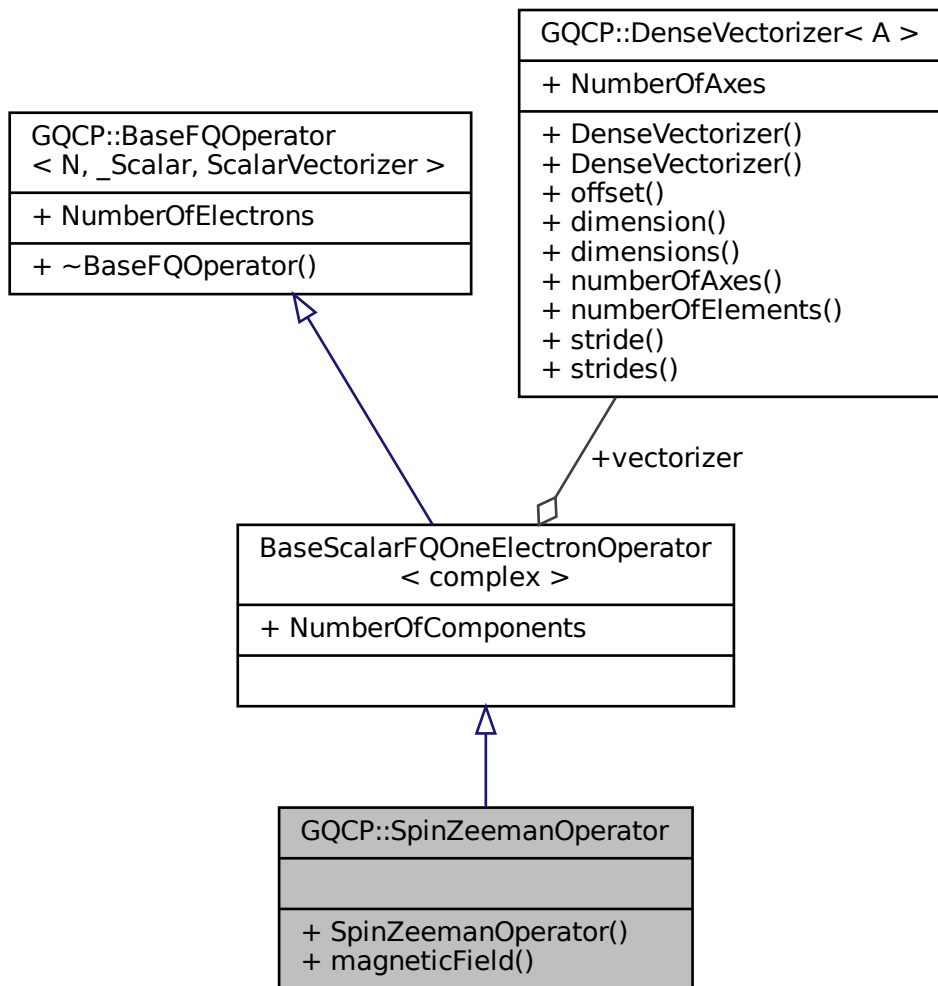 GQCP::DenseVectorizer< A >
+ NumberOfAxes
+ DenseVectorizer()
+ DenseVectorizer()
+ offset()
+ dimension()
+ dimensions()
+ numberOfAxes()
+ numberOfElements()
+ stride()
+ strides()
GQCP::BaseFQOperator
< N, _Scalar, ScalarVectorizer >
+ NumberOfElectrons
+ ~BaseFQOperator()
+vectorizer
BaseScalarFQOneElectronOperator
< complex >
+ NumberOfComponents
GQCP::SpinZeemanOperator
+ SpinZeemanOperator()
+ magneticField()